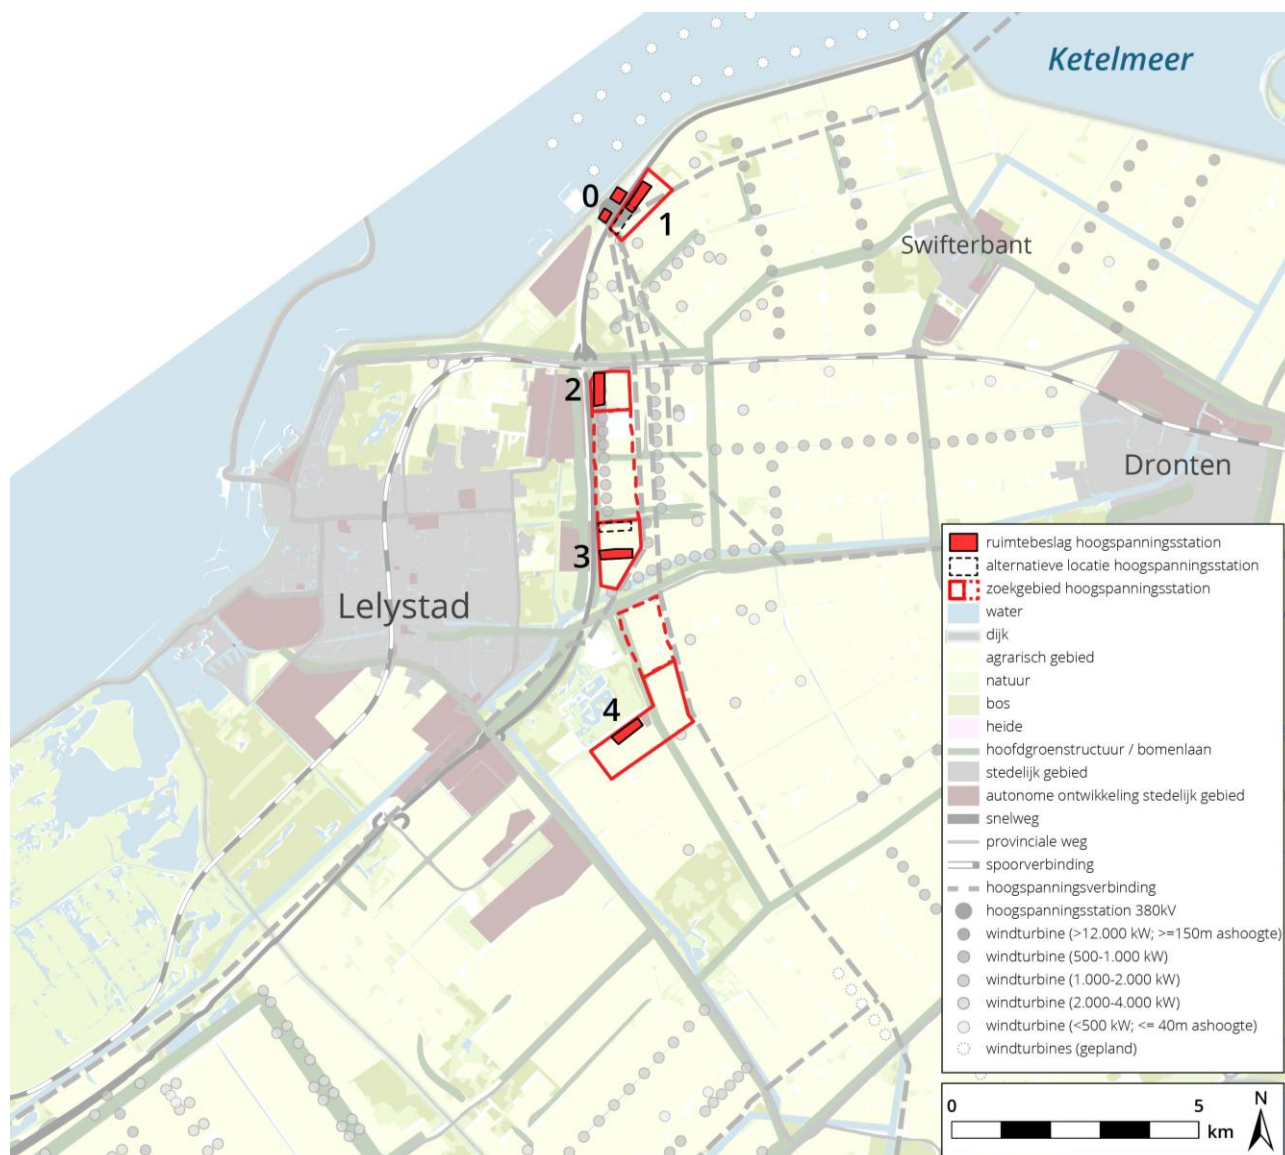 Ketelmeer
0
1
Swifterbant
2
Dronten
3
Lelystad
4
ruimtebeslag hoogspanningsstation
alternatieve locatie hoogspanningsstation
zoekgebied hoogspanningsstation
water
dijk
agrarisch gebied
natuur
bos
heide
hoofdgroenstructuur / bomenlaan
stedelijk gebied
autonome ontwikkeling stedelijk gebied
snelweg
provinciale weg
spoorverbinding
hoogspanningsverbinding
hoogspanningsstation 380kV
windturbine (>12.000 kW; >=150m ashoogte)
windturbine (500-1.000 kW)
windturbine (1.000-2.000 kW)
windturbine (2.000-4.000 kW)
windturbine (<500 kW; <= 40m ashoogte)
windturbines (gepland)
0 5 N
km